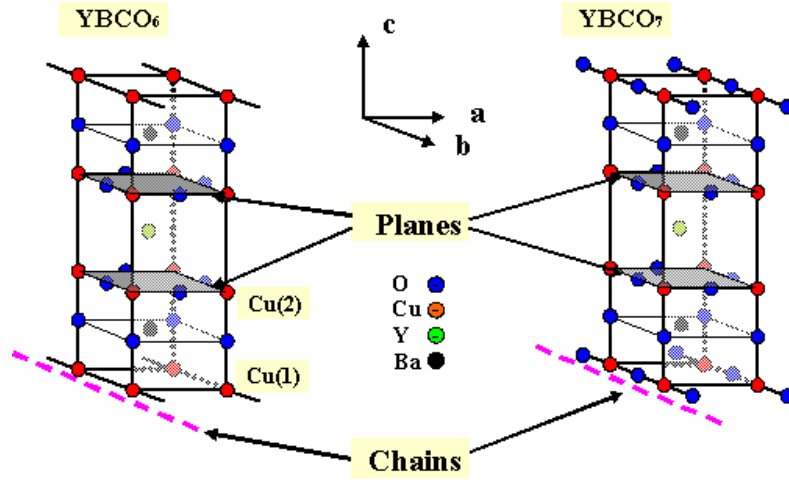 YBCO₆
YBCO₇
c
a
b
Planes
Cu(2)
O
Cu
Y
Ba
Cu(1)
Chains